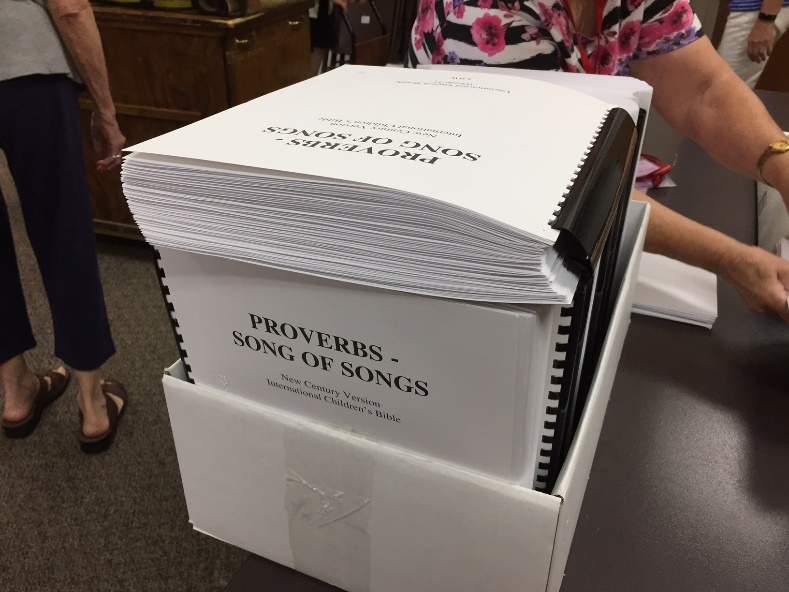 PROVERBS -
SONG OF SONGS
New Century Version
International Children's Bible
PROVERBS -
SONG OF SONGS
New Century Version
International Children's Bible